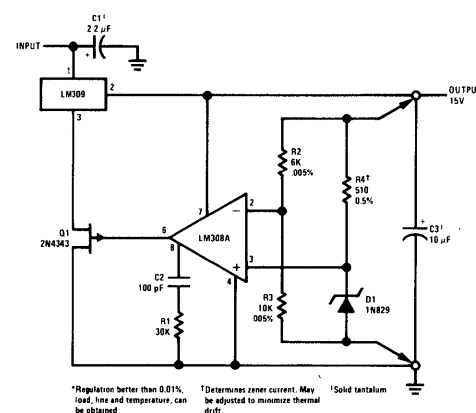 C1‡
2.2 μF
+
INPUT
1
LM309
2
3
OUTPUT
15V
R2
6K
.005%
R4†
510
0.5%
+
C3‡
10 μF
Q1
2N4343
7
6
LM308A
2
−
+
3
8
4
C2
100 pF
R1
30K
R3
10K
.005%
D1
1N829
*Regulation better than 0.01%,
load, line and temperature, can
be obtained
†Determines zener current. May
be adjusted to minimize thermal
drift.
‡Solid tantalum